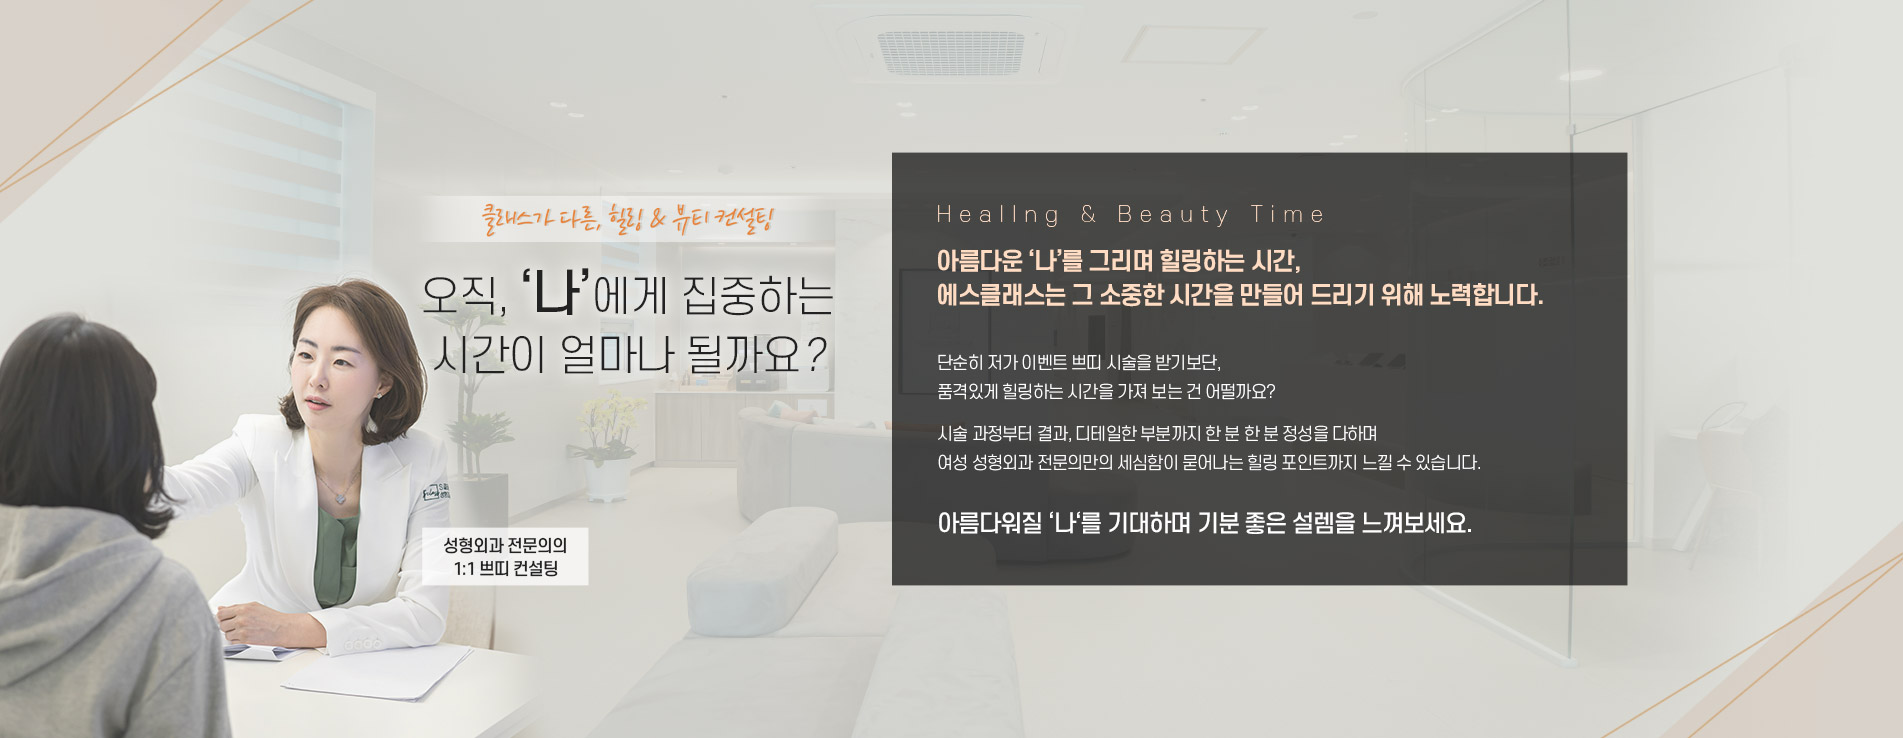 클래스가 다른, 힐링 & 뷰티 컨설팅
오직, ‘나’에게 집중하는
시간이 얼마나 될까요?
성형외과 전문의의
1:1 쁘띠 컨설팅
HealIng & Beauty Time
아름다운 ‘나’를 그리며 힐링하는 시간,
에스클래스는 그 소중한 시간을 만들어 드리기 위해 노력합니다.
단순히 저가 이벤트 쁘띠 시술을 받기보단,
품격있게 힐링하는 시간을 가져 보는 건 어떨까요?
시술 과정부터 결과, 디테일한 부분까지 한 분 한 분 정성을 다하며
여성 성형외과 전문의만의 세심함이 묻어나는 힐링 포인트까지 느낄 수 있습니다.
아름다워질 ‘나‘를 기대하며 기분 좋은 설렘을 느껴보세요.